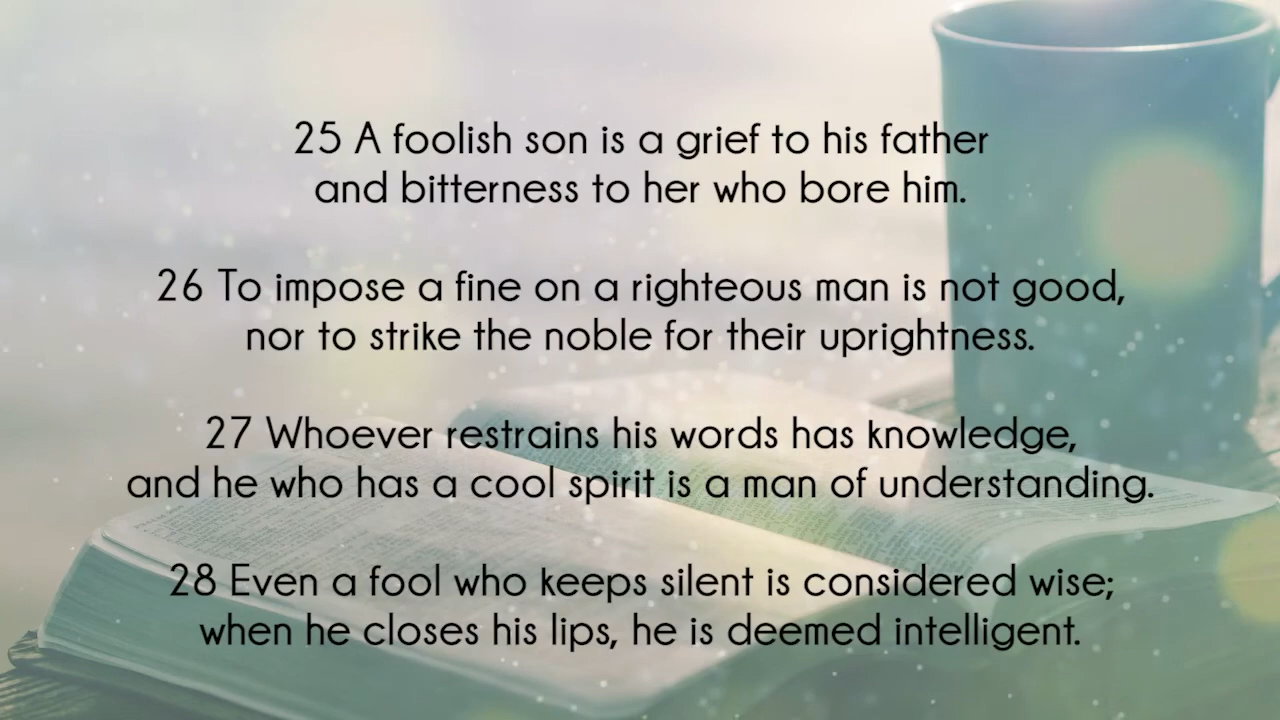 25 A foolish son is a grief to his father
and bitterness to her who bore him.
26 To impose a fine on a righteous man is not good,
nor to strike the noble for their uprightness.
27 Whoever restrains his words has knowledge,
and he who has a cool spirit is a man of understanding.
28 Even a fool who keeps silent is considered wise;
when he closes his lips, he is deemed intelligent.